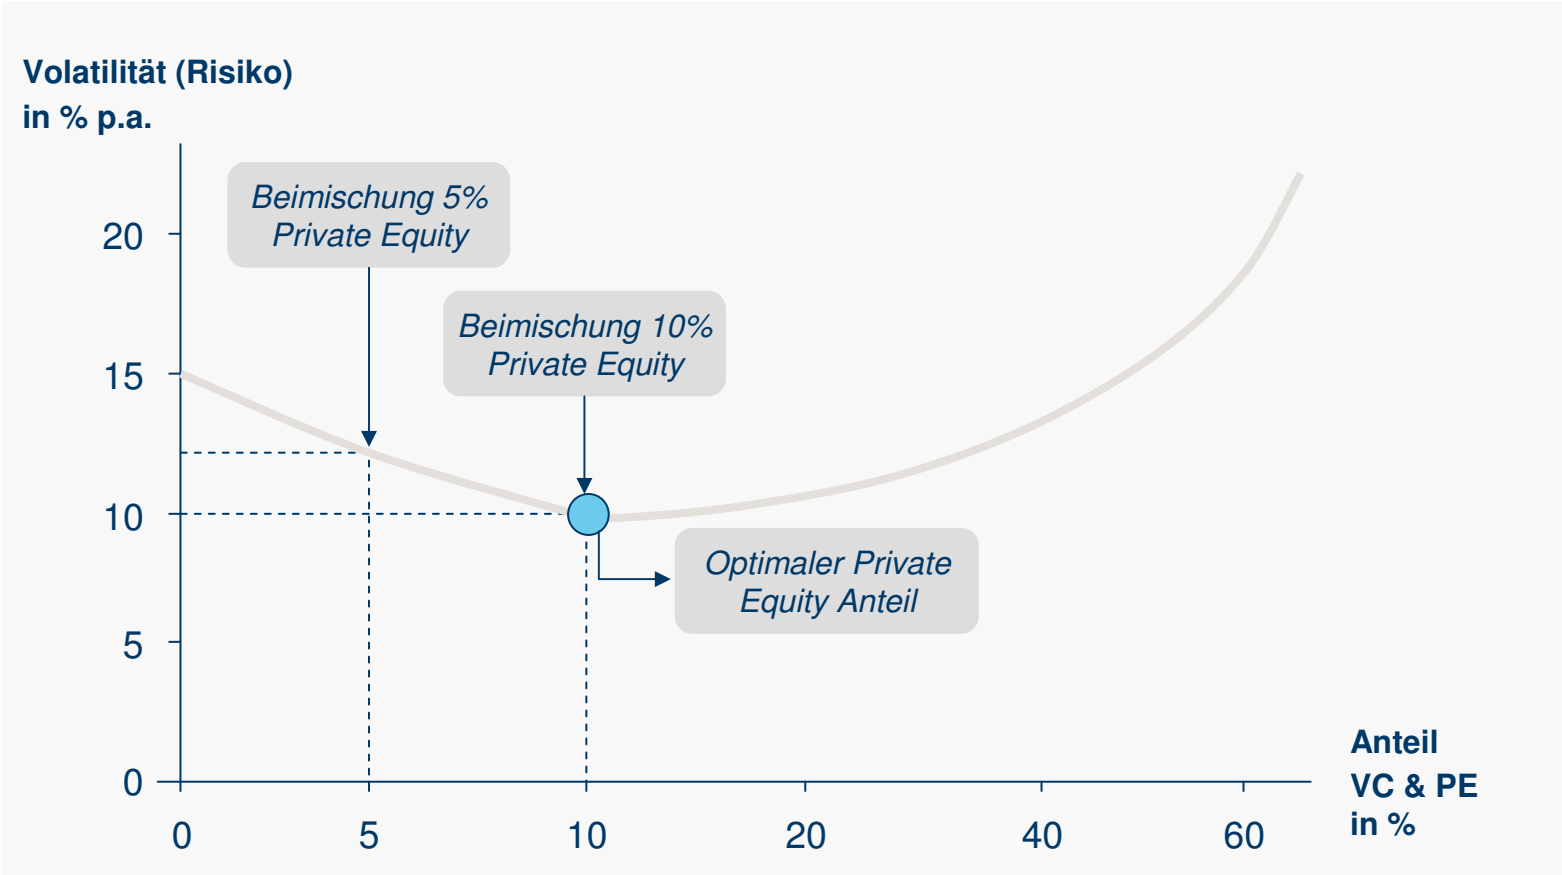 Volatilität (Risiko)
in % p.a.
Beimischung 5%
Private Equity
20
Beimischung 10%
Private Equity
15
10
Optimaler Private
Equity Anteil
5
Anteil
VC & PE
in %
0
0
5
10
20
40
60